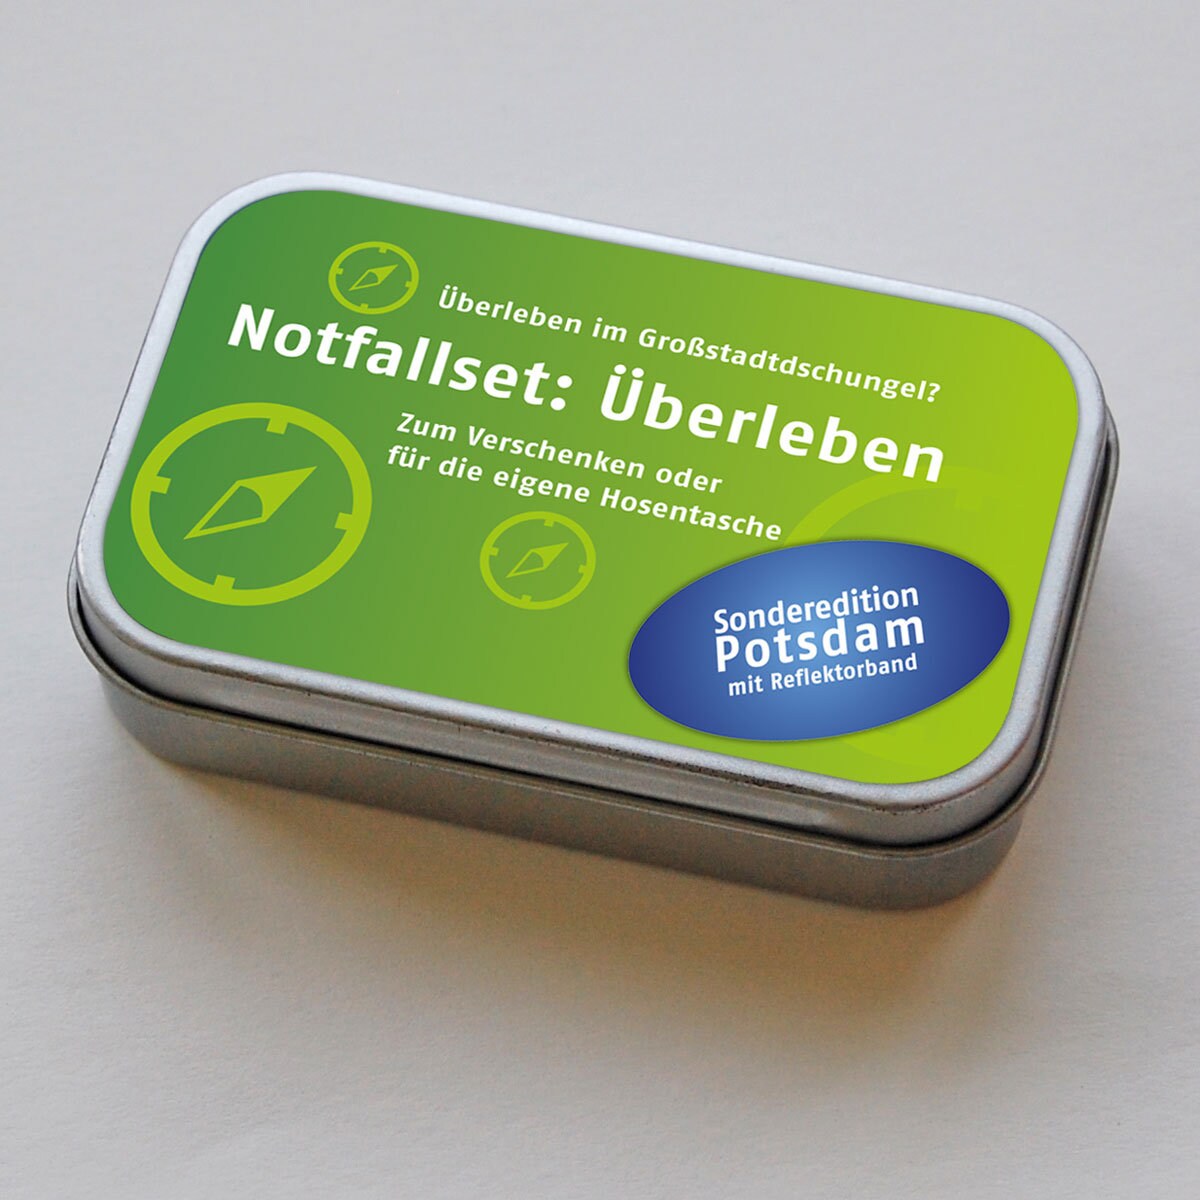 Überleben im Großstadtdschungel?
Notfallset: Überleben
Zum Verschenken oder
für die eigene Hosentasche
Sonderedition
Potsdam
mit Reflektorband